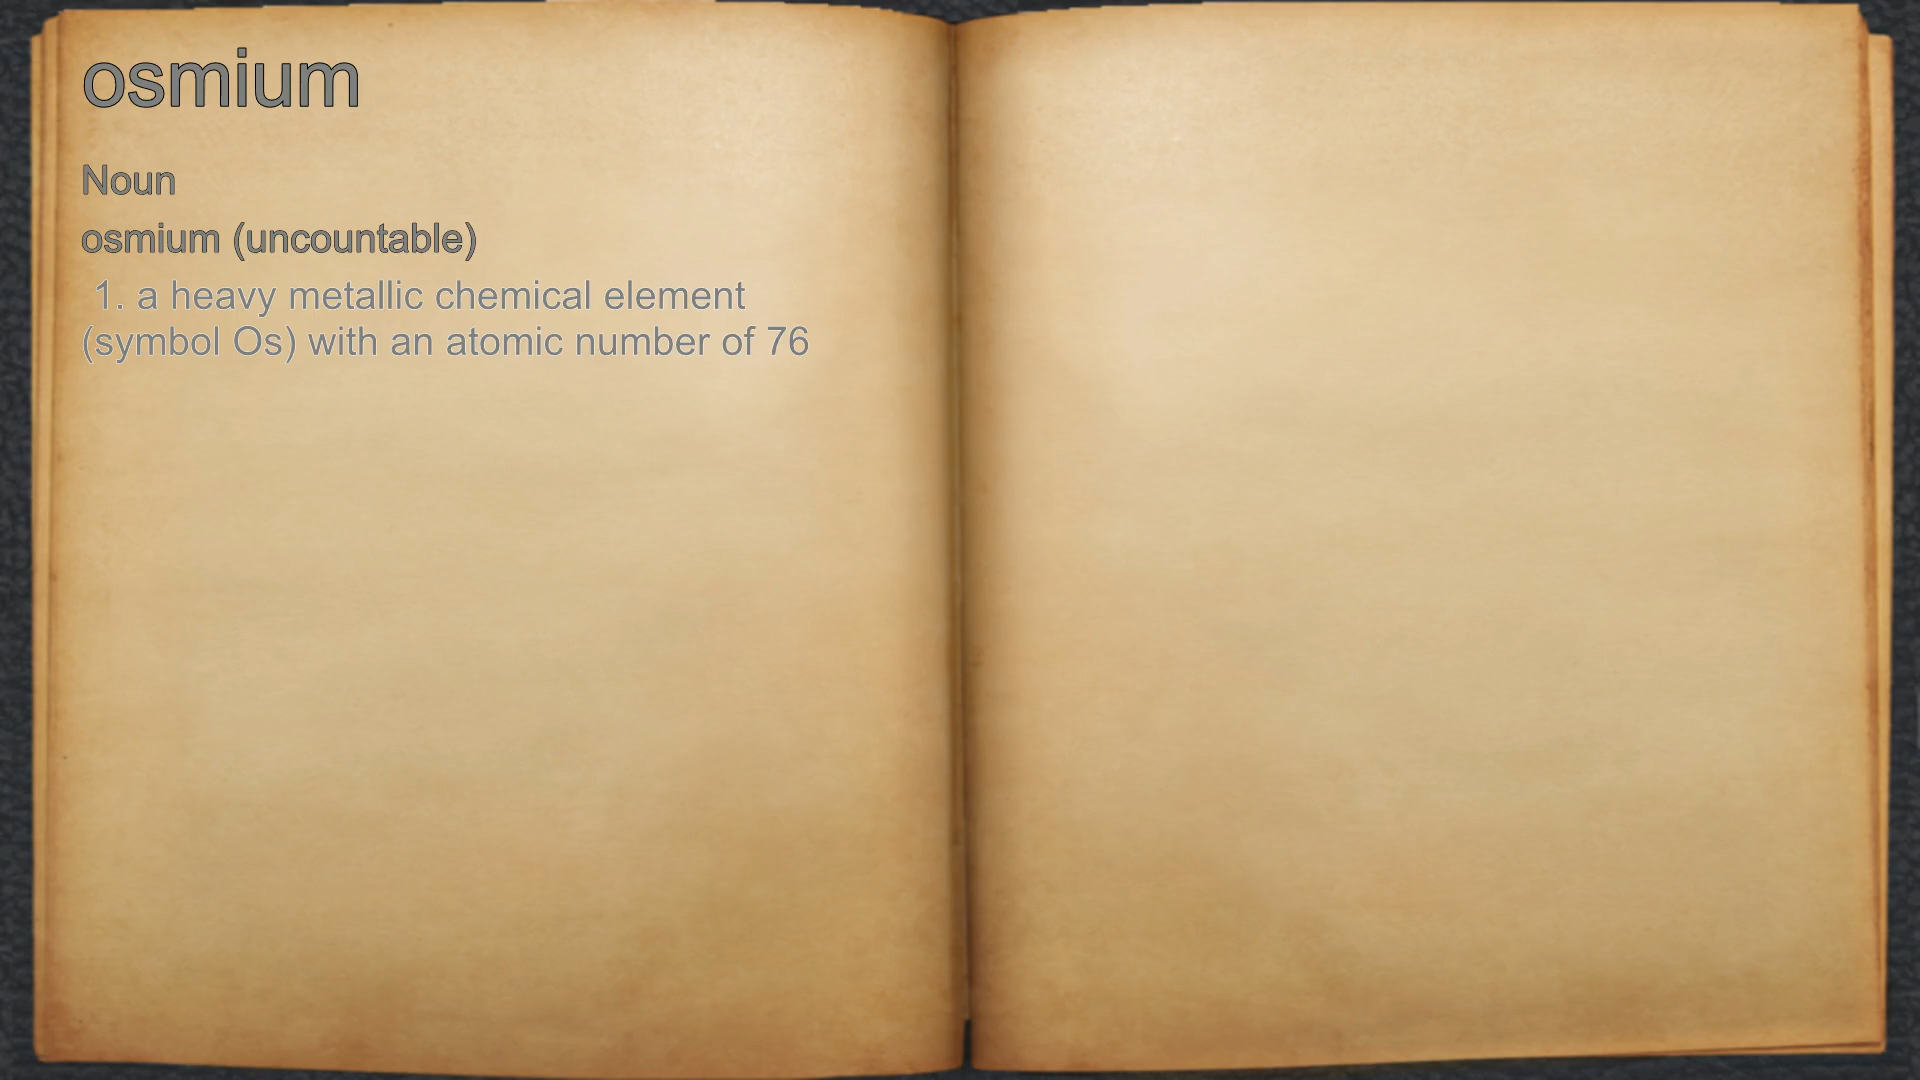 osmium
Noun
osmium (uncountable)
1. a heavy metallic chemical element
(symbol Os) with an atomic number of 76